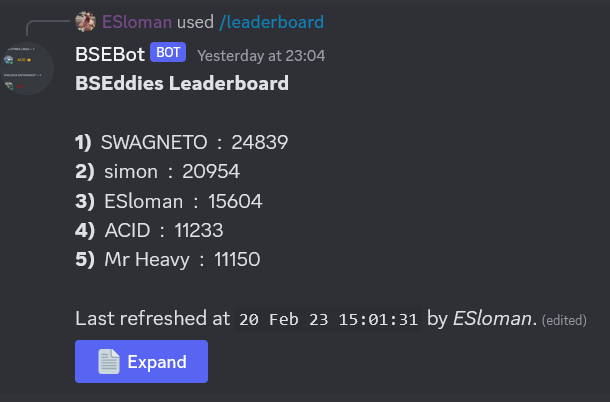 ESloman used /leaderboard
BSEBot BOT Yesterday at 23:04
BSEddies Leaderboard
1) SWAGNETO : 24839
2) simon : 20954
3) ESloman : 15604
4) ACID : 11233
5) Mr Heavy : 11150
Last refreshed at 20 Feb 23 15:01:31 by ESloman. (edited)
Expand